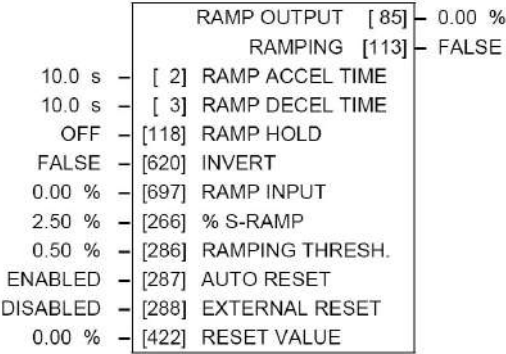 RAMP OUTPUT [ 85] – 0.00 %
RAMPING [113] – FALSE
10.0 s – [ 2] RAMP ACCEL TIME
10.0 s – [ 3] RAMP DECEL TIME
OFF – [118] RAMP HOLD
FALSE – [620] INVERT
0.00 % – [697] RAMP INPUT
2.50 % – [266] % S-RAMP
0.50 % – [286] RAMPING THRESH.
ENABLED – [287] AUTO RESET
DISABLED – [288] EXTERNAL RESET
0.00 % – [422] RESET VALUE